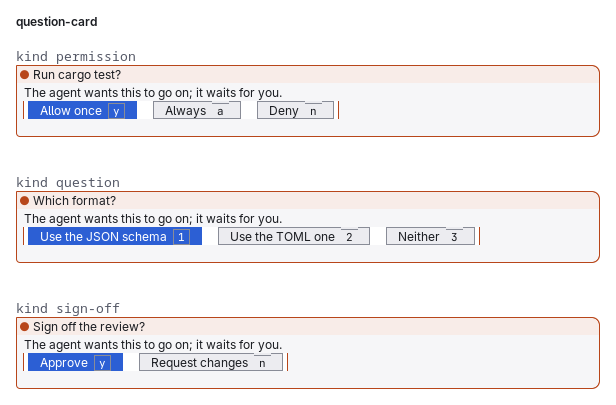 question-card
kind permission
Run cargo test?
The agent wants this to go on; it waits for you.
Allow once y Always a Deny n
kind question
Which format?
The agent wants this to go on; it waits for you.
Use the JSON schema 1 Use the TOML one 2 Neither 3
kind sign-off
Sign off the review?
The agent wants this to go on; it waits for you.
Approve y Request changes n